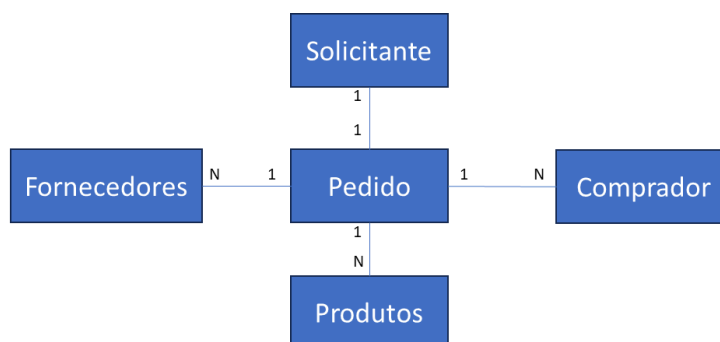 Solicitante
1
1
Fornecedores
N
1
Pedido
1
N
Comprador
1
N
Produtos